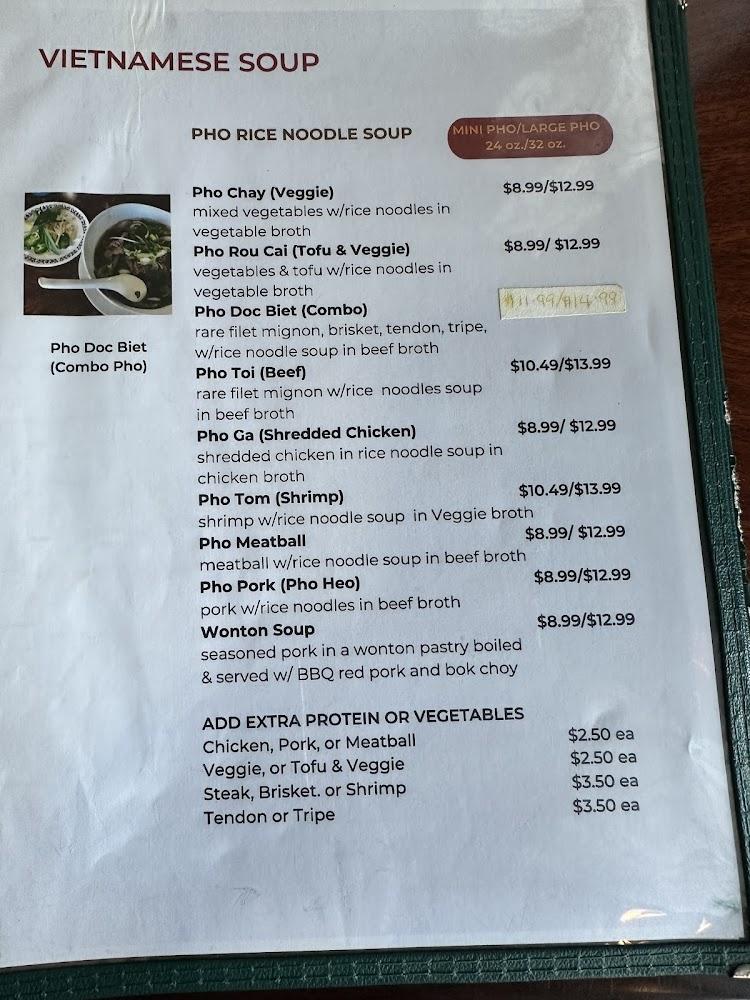 VIETNAMESE SOUP
PHO RICE NOODLE SOUP
MINI PHO/LARGE PHO
24 oz./32 oz.
Pho Chay (Veggie) $8.99/$12.99
mixed vegetables w/rice noodles in
vegetable broth
Pho Rou Cai (Tofu & Veggie) $8.99/ $12.99
vegetables & tofu w/rice noodles in
vegetable broth
Pho Doc Biet (Combo) $11.99/$14.99
rare filet mignon, brisket, tendon, tripe,
w/rice noodle soup in beef broth
Pho Doc Biet
(Combo Pho)
Pho Toi (Beef) $10.49/$13.99
rare filet mignon w/rice noodles soup
in beef broth
Pho Ga (Shredded Chicken) $8.99/ $12.99
shredded chicken in rice noodle soup in
chicken broth
Pho Tom (Shrimp) $10.49/$13.99
shrimp w/rice noodle soup in Veggie broth
Pho Meatball $8.99/ $12.99
meatball w/rice noodle soup in beef broth
Pho Pork (Pho Heo) $8.99/$12.99
pork w/rice noodles in beef broth
Wonton Soup $8.99/$12.99
seasoned pork in a wonton pastry boiled
& served w/ BBQ red pork and bok choy
ADD EXTRA PROTEIN OR VEGETABLES
Chicken, Pork, or Meatball $2.50 ea
Veggie, or Tofu & Veggie $2.50 ea
Steak, Brisket. or Shrimp $3.50 ea
Tendon or Tripe $3.50 ea